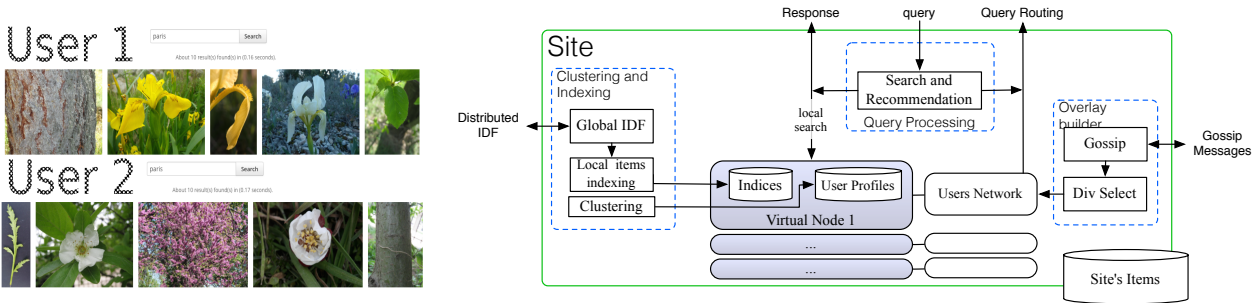 User 1
paris
Search
About 10 result(s) found(s) in (0.16 seconds).
User 2
paris
Search
About 10 result(s) found(s) in (0.17 seconds).
Response
query
Query Routing
Site
Clustering and
Indexing
Distributed
IDF
Global IDF
Local items
indexing
Clustering
local
search
Search and
Recommendation
Query Processing
Indices
User Profiles
Virtual Node 1
...
...
Users Network
Overlay
builder
Gossip
Div Select
Gossip
Messages
Site's Items